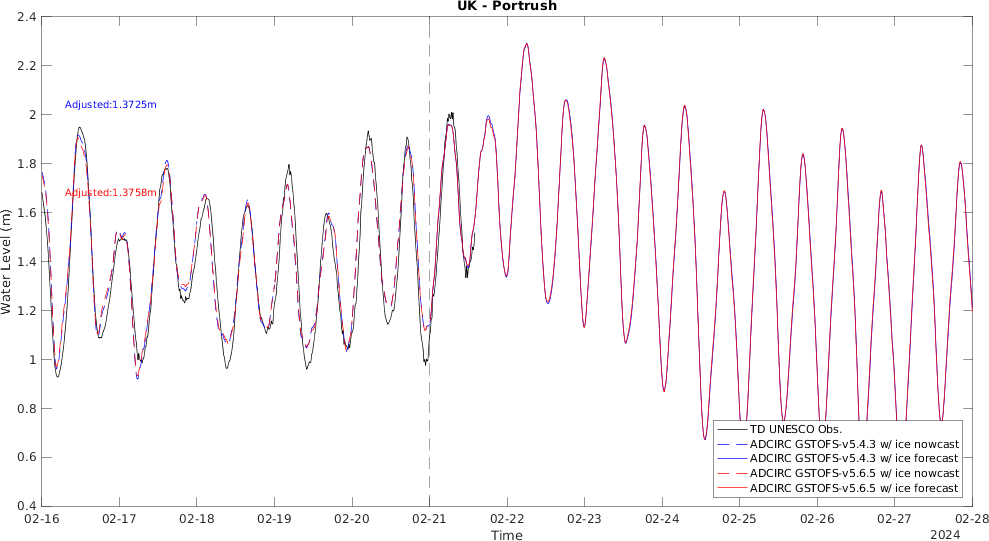 UK - Portrush
2.4
2.2
2
1.8
1.6
1.4
1.2
1
0.8
0.6
0.4
Water Level (m)
Adjusted:1.3725m
Adjusted:1.3758m
TD UNESCO Obs.
ADCIRC GSTOFS-v5.4.3 w/ ice nowcast
ADCIRC GSTOFS-v5.4.3 w/ ice forecast
ADCIRC GSTOFS-v5.6.5 w/ ice nowcast
ADCIRC GSTOFS-v5.6.5 w/ ice forecast
02-16 02-17 02-18 02-19 02-20 02-21 02-22 02-23 02-24 02-25 02-26 02-27 02-28
Time
2024